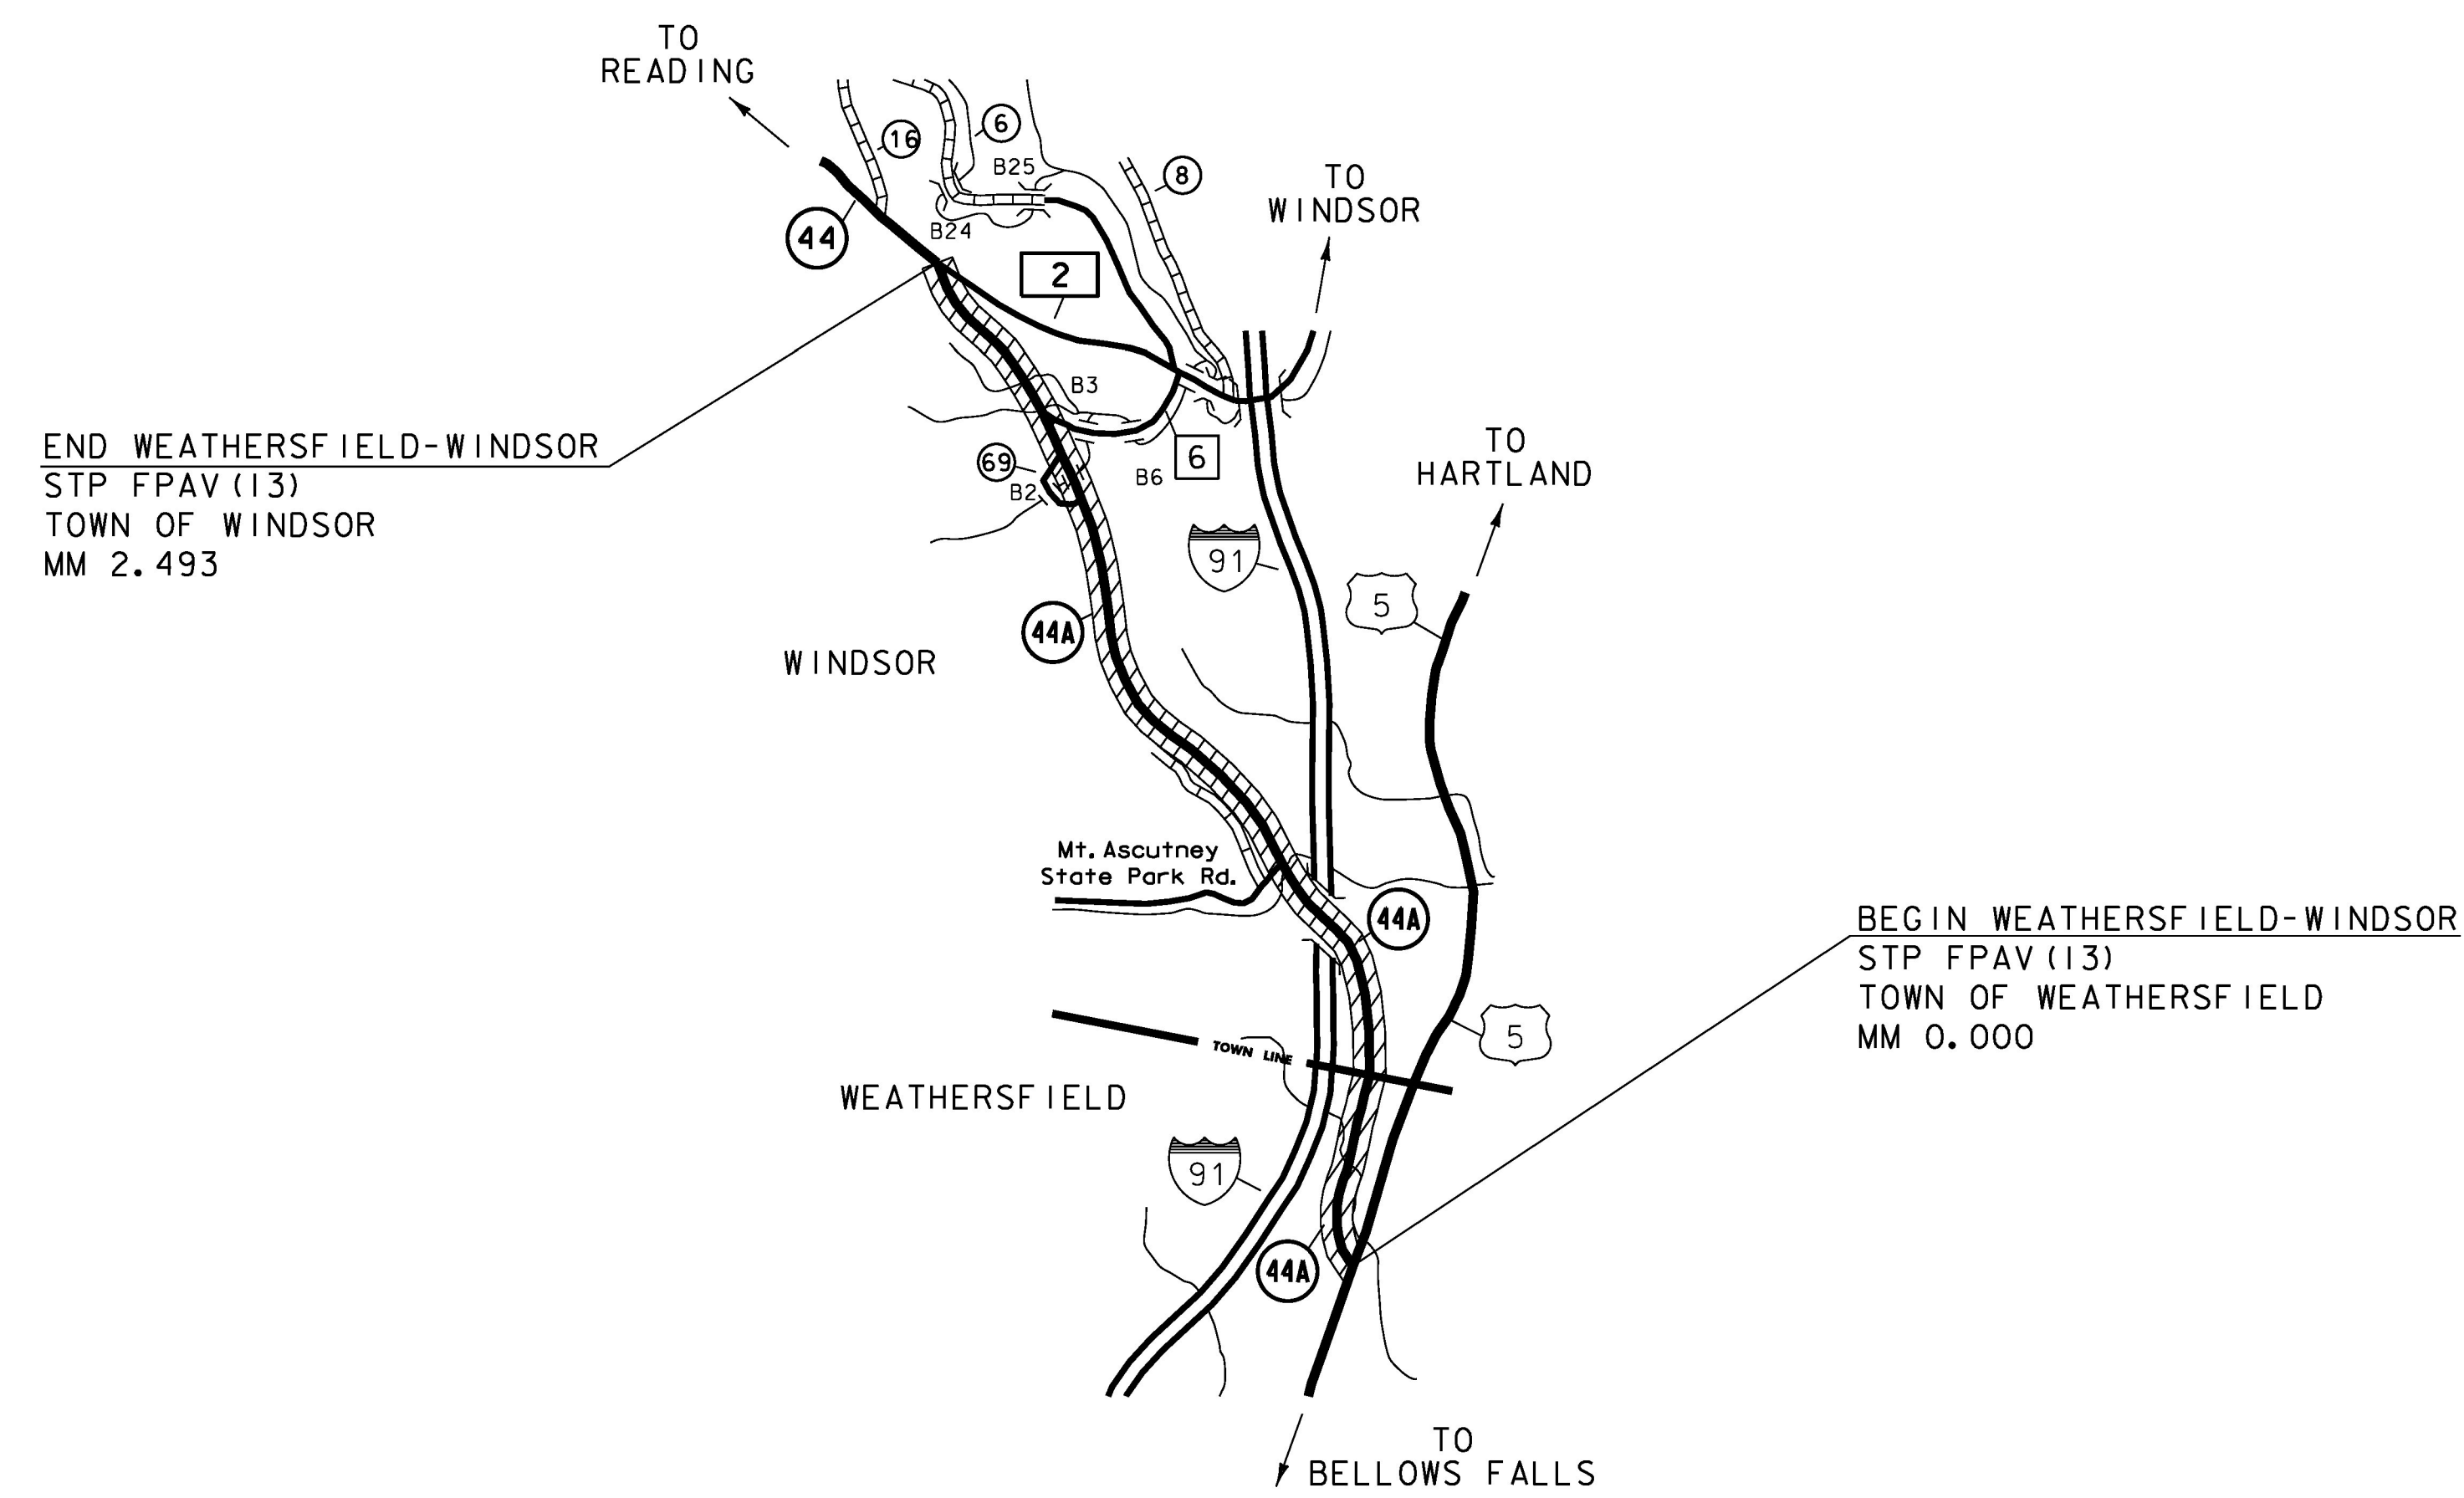 TO
READING
16
6
B25
8
TO
WINDSOR
44
B24
2
B3
END WEATHERSFIELD-WINDSOR
STP FPAV(13)
TOWN OF WINDSOR
MM 2.493
69
B2
B6
6
TO
HARTLAND
91
5
44A
WINDSOR
Mt. Ascutney
State Park Rd.
44A
BEGIN WEATHERSFIELD-WINDSOR
STP FPAV(13)
TOWN OF WEATHERSFIELD
MM 0.000
TOWN LINE
5
WEATHERSFIELD
91
44A
TO
BELLOWS FALLS